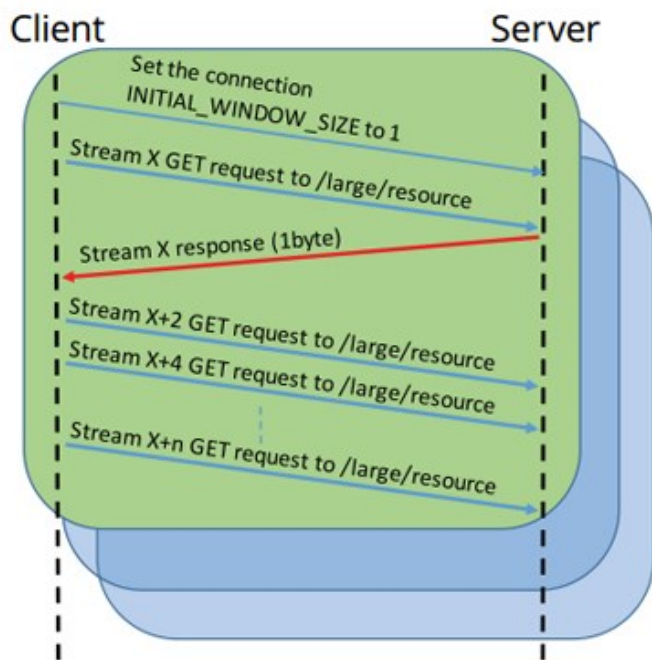 Client
Server
Set the connection
INITIAL_WINDOW_SIZE to 1
Stream X GET request to /large/resource
Stream X response (1byte)
Stream X+2 GET request to /large/resource
Stream X+4 GET request to /large/resource
Stream X+n GET request to /large/resource